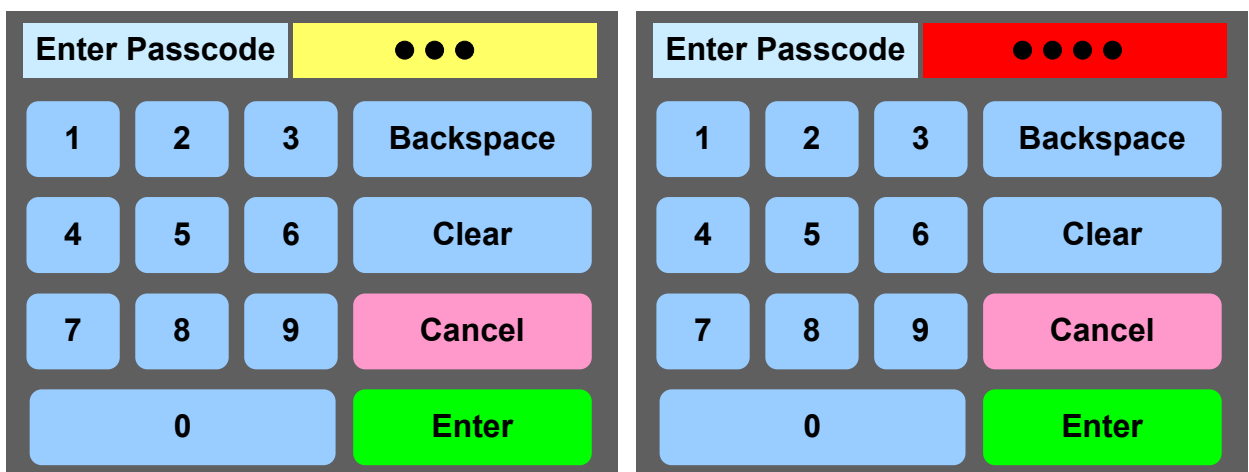 Enter Passcode ●●●
1 2 3 Backspace
4 5 6 Clear
7 8 9 Cancel
0 Enter
Enter Passcode ●●●●
1 2 3 Backspace
4 5 6 Clear
7 8 9 Cancel
0 Enter